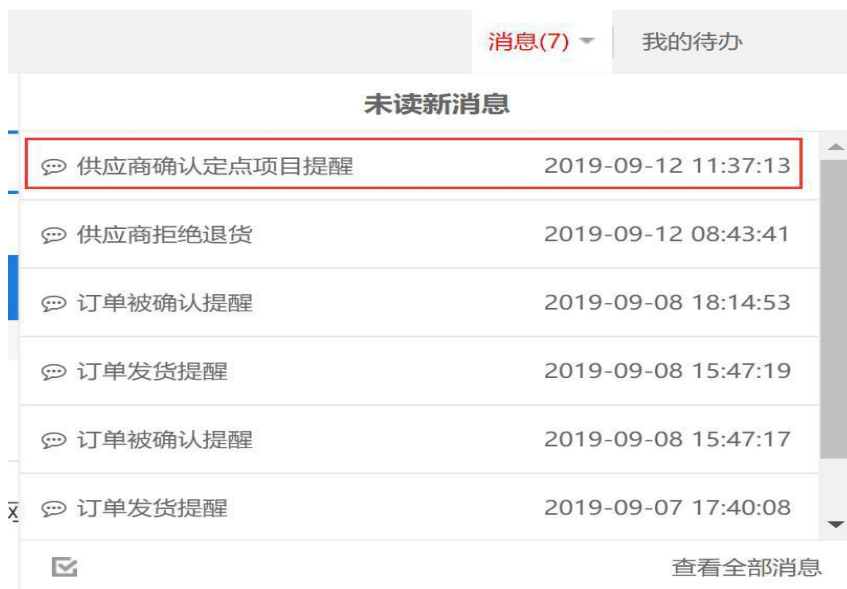 消息(7) 我的待办
未读新消息
供应商确认定点项目提醒 2019-09-12 11:37:13
供应商拒绝退货 2019-09-12 08:43:41
订单被确认提醒 2019-09-08 18:14:53
订单发货提醒 2019-09-08 15:47:19
订单被确认提醒 2019-09-08 15:47:17
订单发货提醒 2019-09-07 17:40:08
查看全部消息